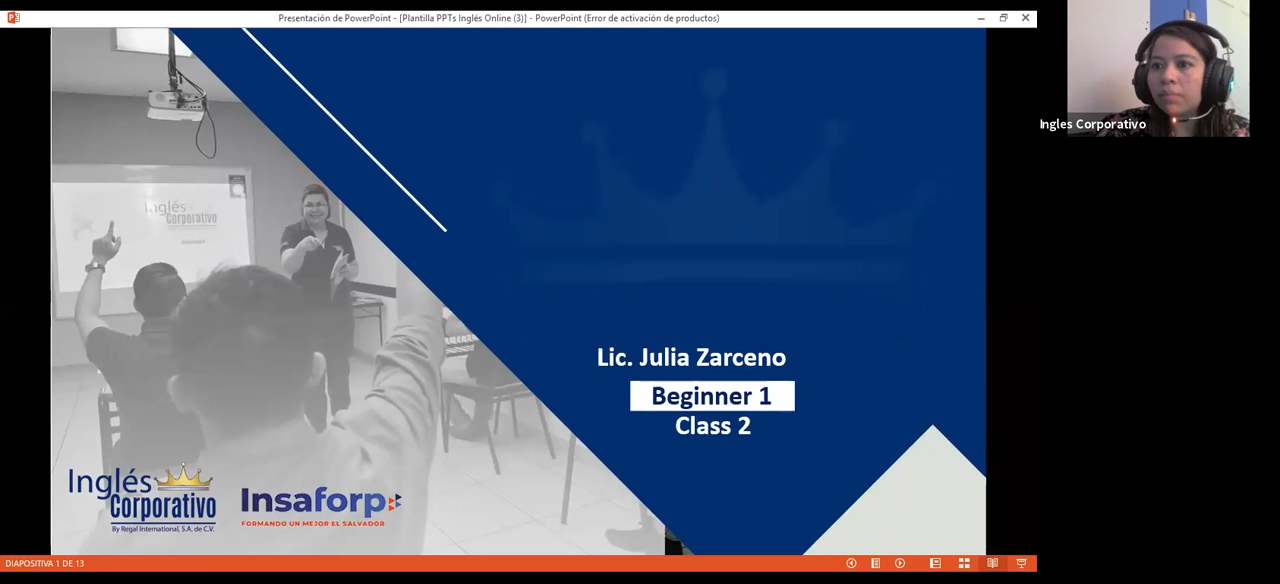 Presentación de PowerPoint - [Plantilla PPTs Inglés Online (3)] - PowerPoint (Error de activación de productos)
Ingles Corporativo
Inglés
Corporativo
Lic. Julia Zarceno
Beginner 1
Class 2
Inglés
Corporativo
By Regal International, S.A. de C.V.
Insaforp
FORMANDO UN MEJOR EL SALVADOR
DIAPOSITIVA 1 DE 13